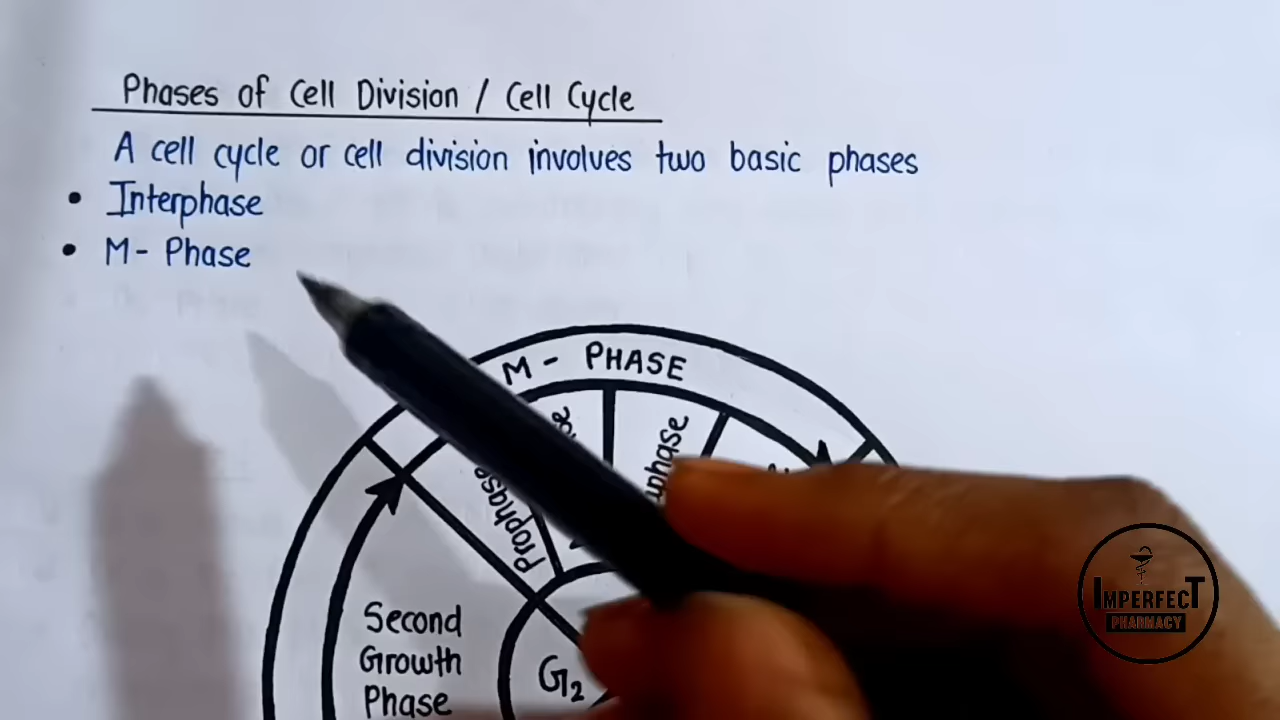 Phases of Cell Division / Cell Cycle
A cell cycle or cell division involves two basic phases
• Interphase
• M - Phase
M - PHASE
Prophase
Second
Growth
Phase
G2
IMPERFECT
PHARMACY